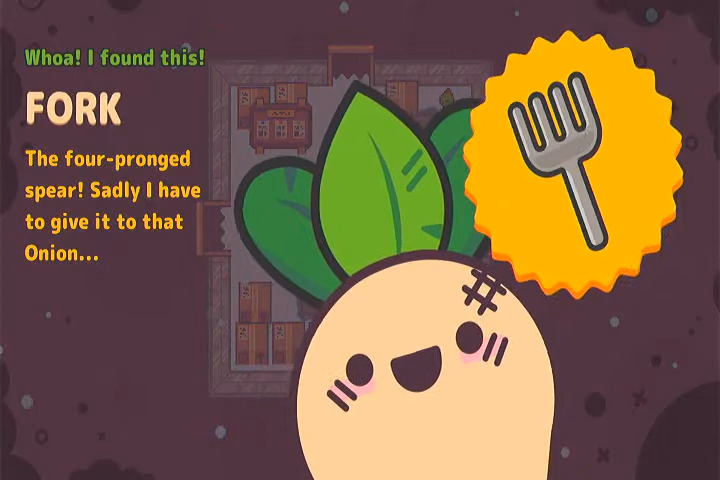 Whoa! I found this!
FORK
The four-pronged
spear! Sadly I have
to give it to that
Onion...